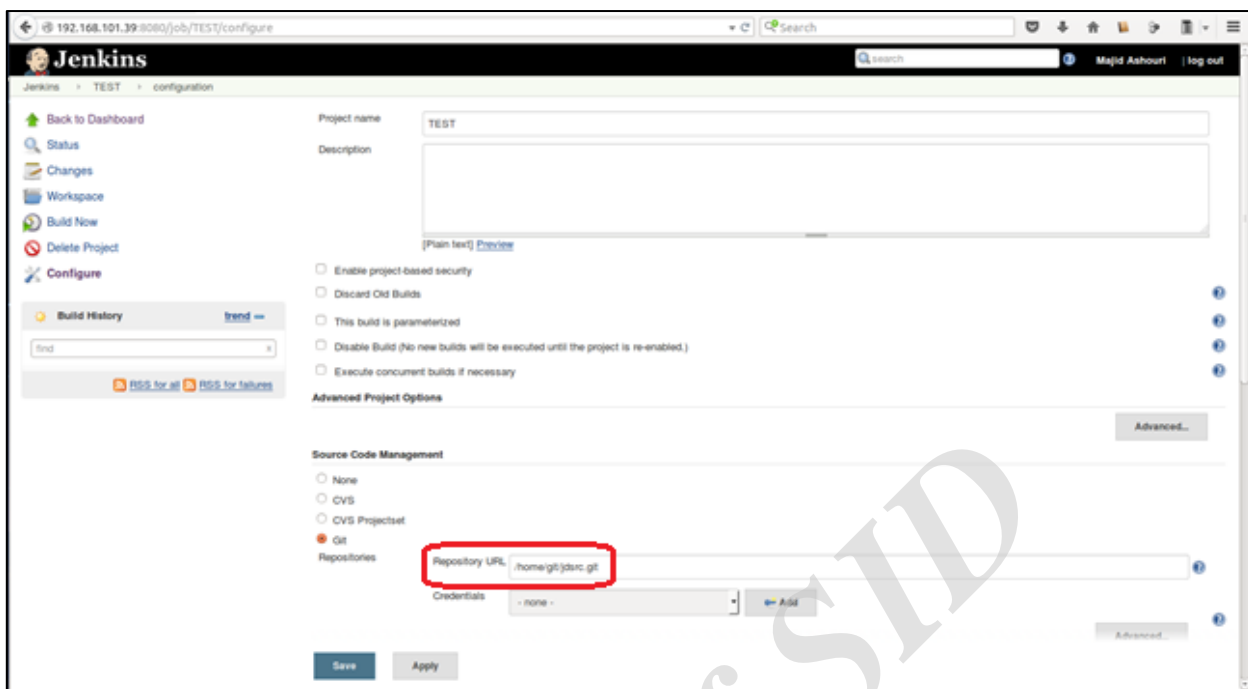 192.168.101.39:8080/job/TEST/configure
Search
Jenkins
search
Majid Ashouri
| log out
Jenkins › TEST › configuration
Back to Dashboard
Status
Changes
Workspace
Build Now
Delete Project
Configure
Build History
trend
find
x
RSS for all RSS for failures
Project name
TEST
Description
[Plain text] Preview
Enable project-based security
Discard Old Builds
This build is parameterized
Disable Build (No new builds will be executed until the project is re-enabled.)
Execute concurrent builds if necessary
Advanced Project Options
Advanced...
Source Code Management
None
CVS
CVS Projectset
Git
Repositories
Repository URL
/home/git/jdsrc.git
Credentials
- none -
Add
Advanced...
Save
Apply
f SID